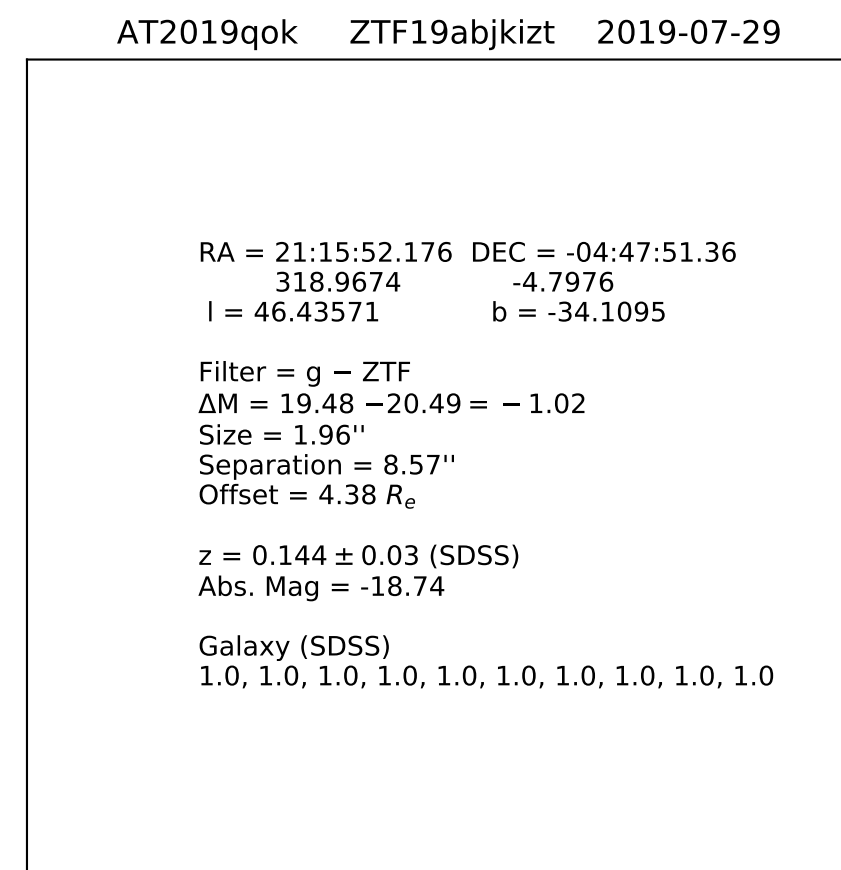 AT2019qok ZTF19abjkizt 2019-07-29
RA = 21:15:52.176 DEC = -04:47:51.36
318.9674 -4.7976
l = 46.43571 b = -34.1095
Filter = g − ZTF
ΔM = 19.48 −20.49 = − 1.02
Size = 1.96''
Separation = 8.57''
Offset = 4.38 Re
z = 0.144 ± 0.03 (SDSS)
Abs. Mag = -18.74
Galaxy (SDSS)
1.0, 1.0, 1.0, 1.0, 1.0, 1.0, 1.0, 1.0, 1.0, 1.0